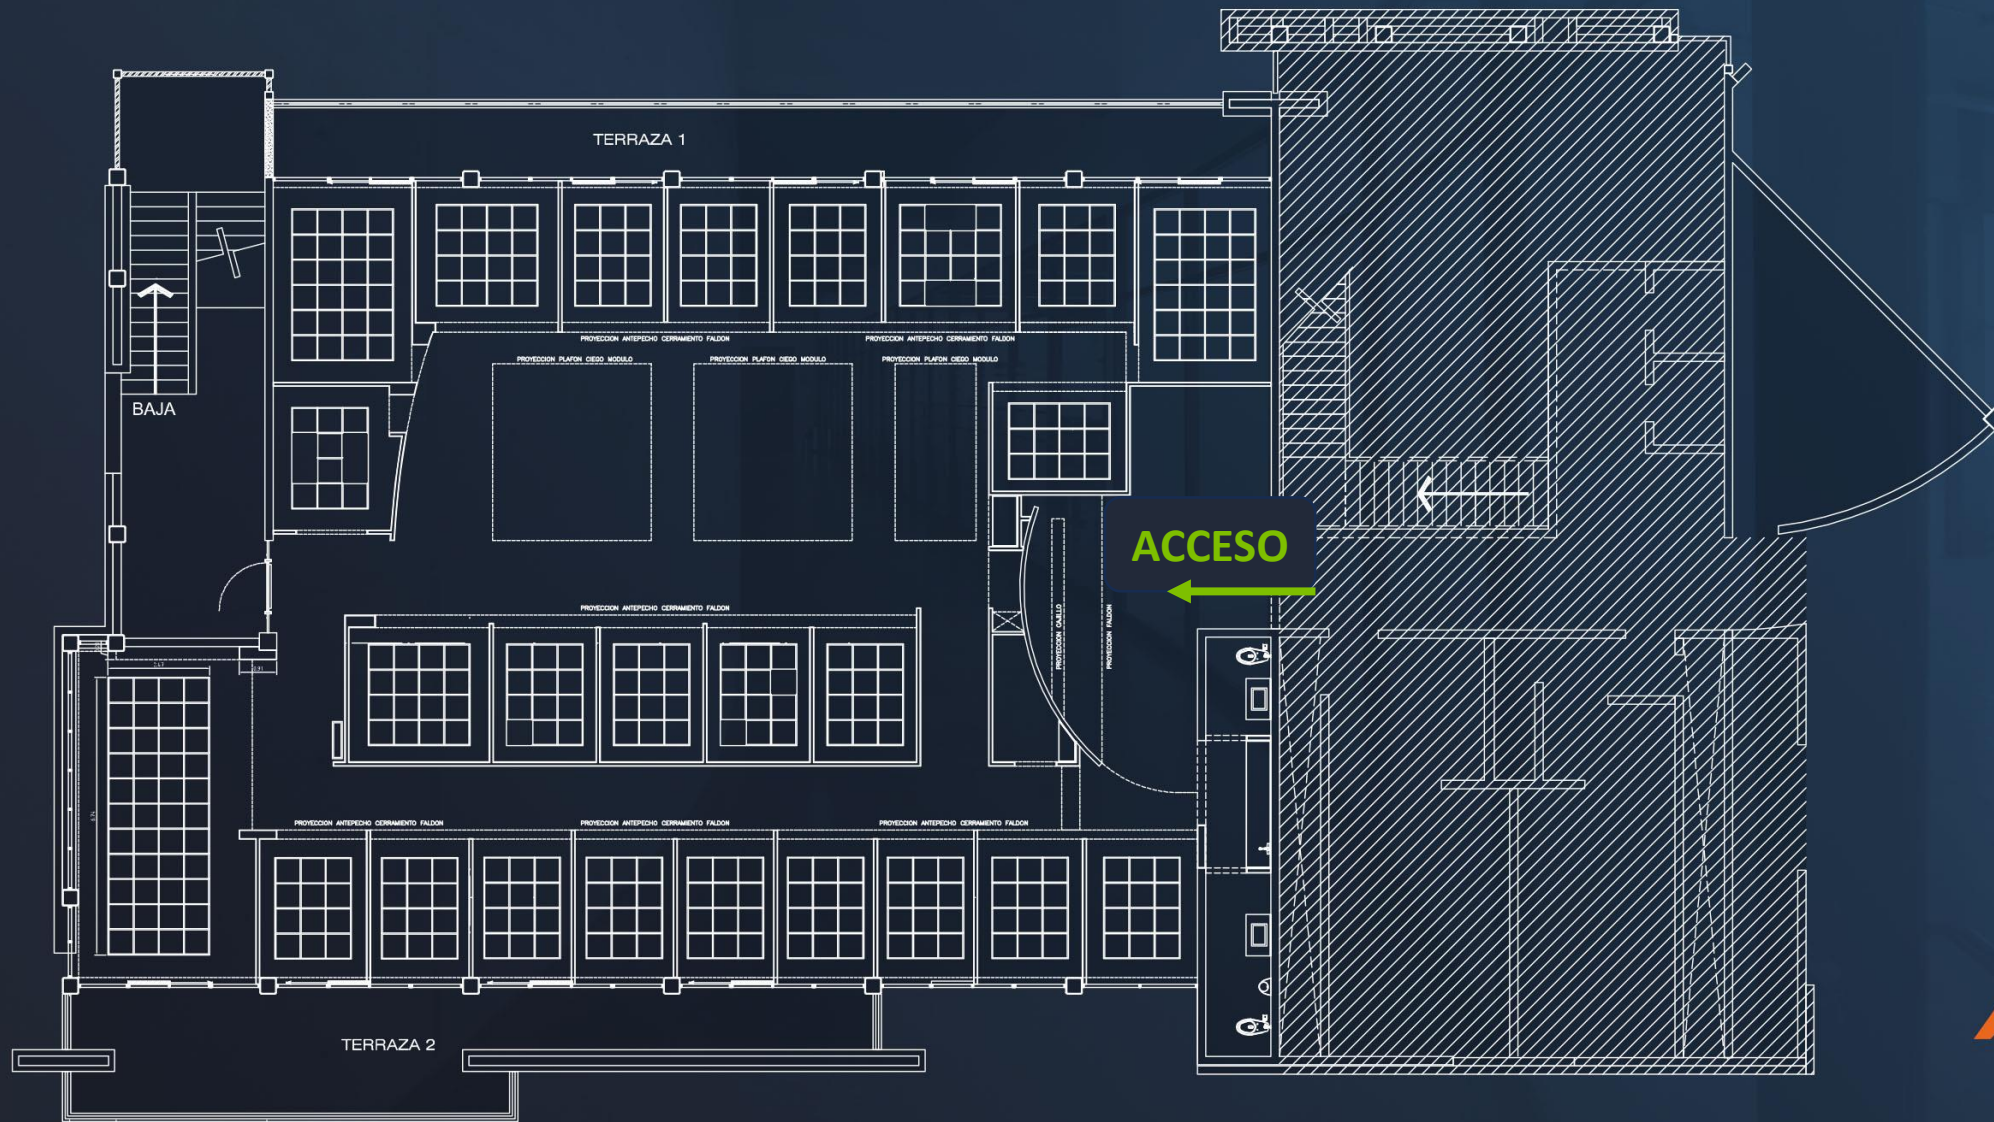 TERRAZA 1
PROYECCION ANTEPECHO CERRAMIENTO FALDON
PROYECCION ANTEPECHO CERRAMIENTO FALDON
PROYECCION PLAFON CIEGO MODULO
PROYECCION PLAFON CIEGO MODULO
PROYECCION PLAFON CIEGO MODULO
BAJA
ACCESO
PROYECCION ANTEPECHO CERRAMIENTO FALDON
PROYECCION CAJILLO
PROYECCION FALDON
PROYECCION ANTEPECHO CERRAMIENTO FALDON
PROYECCION ANTEPECHO CERRAMIENTO FALDON
PROYECCION ANTEPECHO CERRAMIENTO FALDON
TERRAZA 2